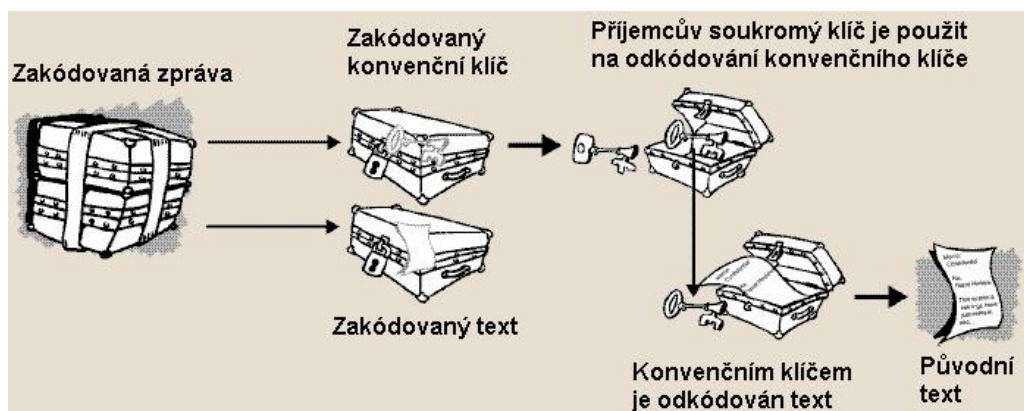 Zakódovaná zpráva
Zakódovaný
konvenční klíč
Příjemcův soukromý klíč je použit
na odkódování konvenčního klíče
Zakódovaný text
Konvenčním klíčem
je odkódován text
Původní
text